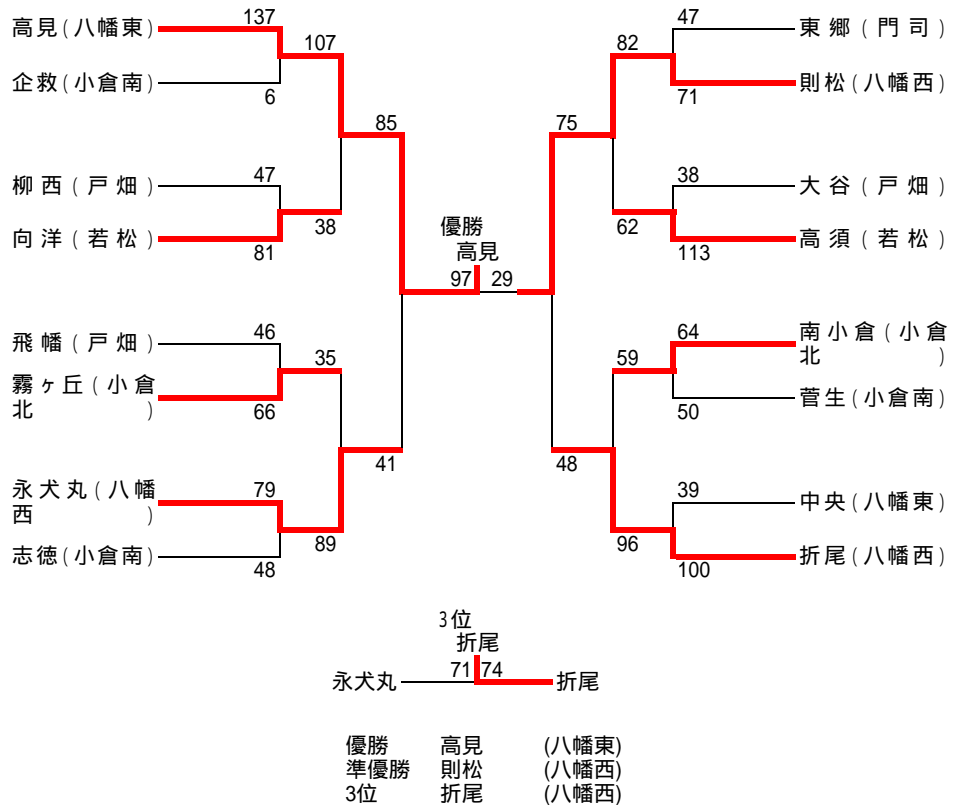 137
47
高見(八幡東)
107
82
東郷(門司)
企救(小倉南)
則松(八幡西)
6
71
85
75
47
38
柳西(戸畑)
大谷(戸畑)
向洋(若松)
38
62
高須(若松)
81
113
優勝
高見
97 29
46
64
飛幡(戸畑)
35
59
南小倉(小倉
北)
霧ヶ丘(小倉
北)
菅生(小倉南)
66
50
41
48
79
39
永犬丸(八幡
西)
中央(八幡東)
志徳(小倉南)
89
96
折尾(八幡西)
48
100
3位
折尾
71 74
永犬丸 折尾
優勝 高見 (八幡東)
準優勝 則松 (八幡西)
3位 折尾 (八幡西)